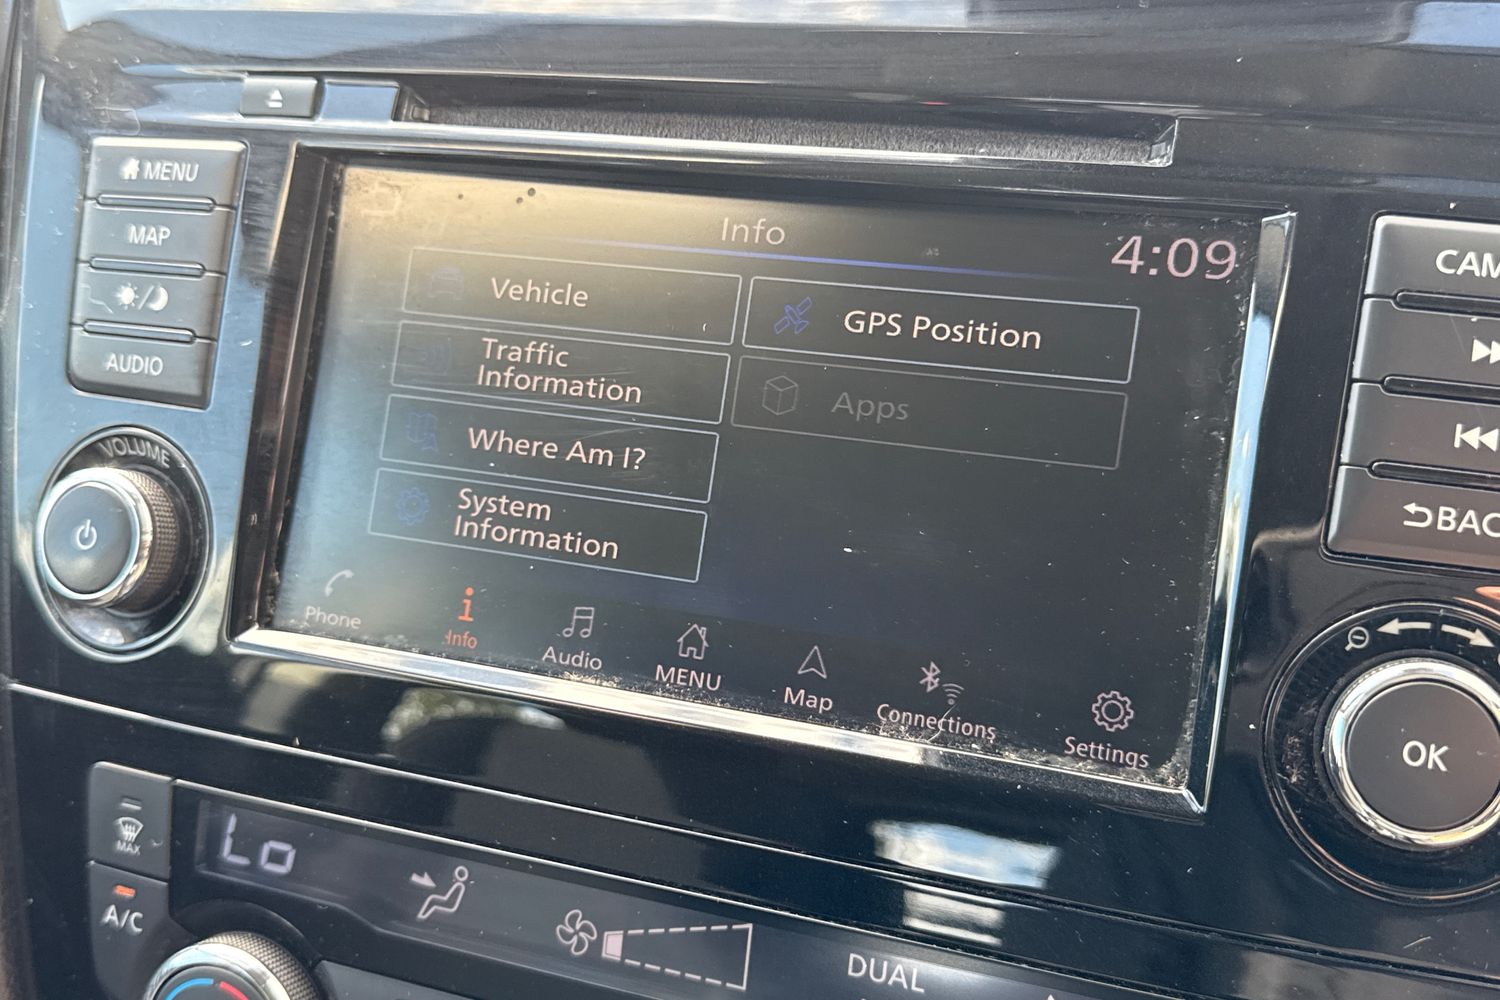 MENU
MAP
AUDIO
VOLUME
Info
4:09
Vehicle
GPS Position
Traffic
Information
Apps
Where Am I?
System
Information
Phone
Info
Audio
MENU
Map
Connections
Settings
CAM
BAC
OK
MAX
A/C
Lo
DUAL